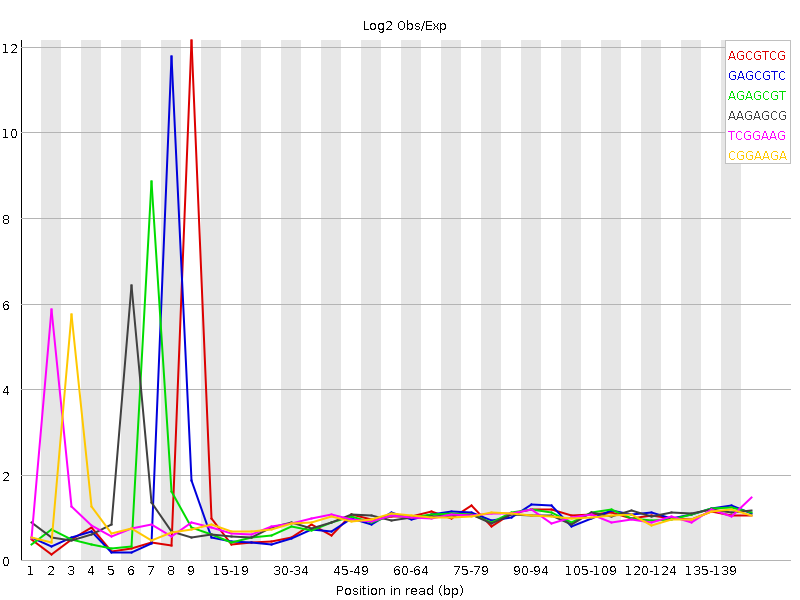 Log2 Obs/Exp
12
10
8
6
4
2
0
AGCGTCG
GAGCGTC
AGAGCGT
AAGAGCG
TCGGAAG
CGGAAGA
1 2 3 4 5 6 7 8 9 15-19 30-34 45-49 60-64 75-79 90-94 105-109 120-124 135-139
Position in read (bp)